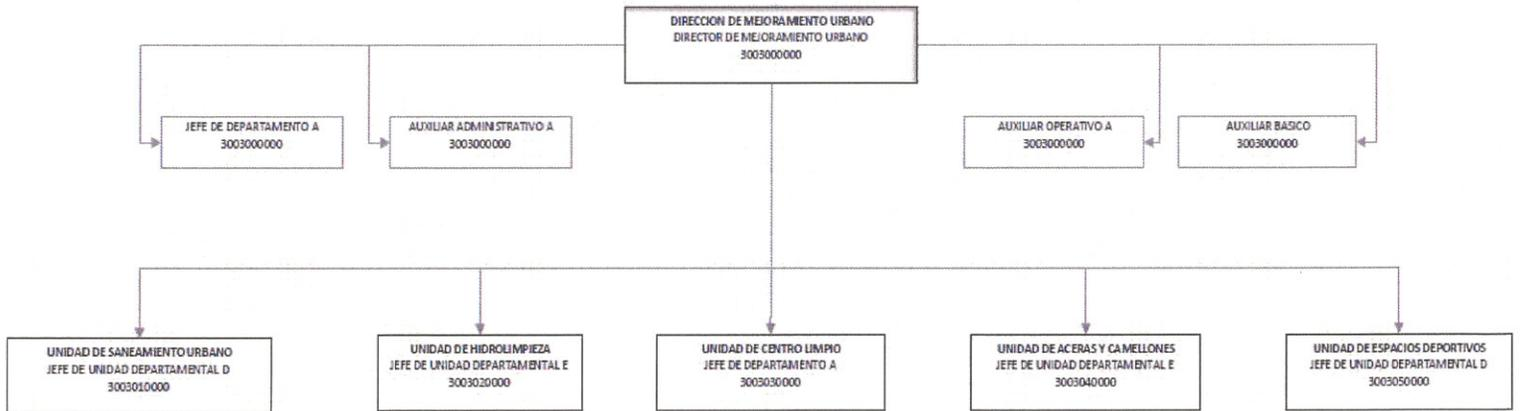 DIRECCION DE MEJORAMIENTO URBANO
DIRECTOR DE MEJORAMIENTO URBANO
3003000000
JEFE DE DEPARTAMENTO A
3003000000
AUXILIAR ADMINISTRATIVO A
3003000000
AUXILIAR OPERATIVO A
3003000000
AUXILIAR BASICO
3003000000
UNIDAD DE SANEAMIENTO URBANO
JEFE DE UNIDAD DEPARTAMENTAL D
3003010000
UNIDAD DE HIDROLIMPIEZA
JEFE DE UNIDAD DEPARTAMENTAL E
3003020000
UNIDAD DE CENTRO LIMPIO
JEFE DE DEPARTAMENTO A
3003030000
UNIDAD DE ACERAS Y CAMELLONES
JEFE DE UNIDAD DEPARTAMENTAL E
3003040000
UNIDAD DE ESPACIOS DEPORTIVOS
JEFE DE UNIDAD DEPARTAMENTAL D
3003050000